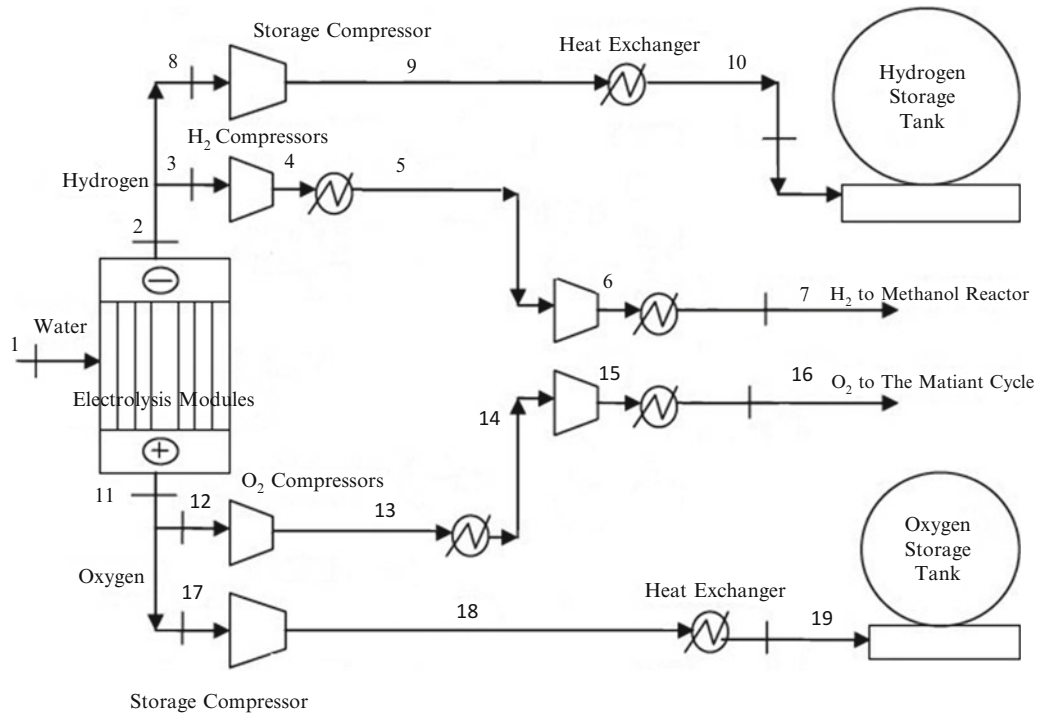 Storage Compressor
8
9
Heat Exchanger
10
Hydrogen
Storage
Tank
H₂ Compressors
3
4
5
Hydrogen
2
−
6
7
H₂ to Methanol Reactor
Water
1
15
16
O₂ to The Matiant Cycle
Electrolysis Modules
14
+
O₂ Compressors
11
12
13
Oxygen
Storage
Tank
Oxygen
17
18
Heat Exchanger
19
Storage Compressor